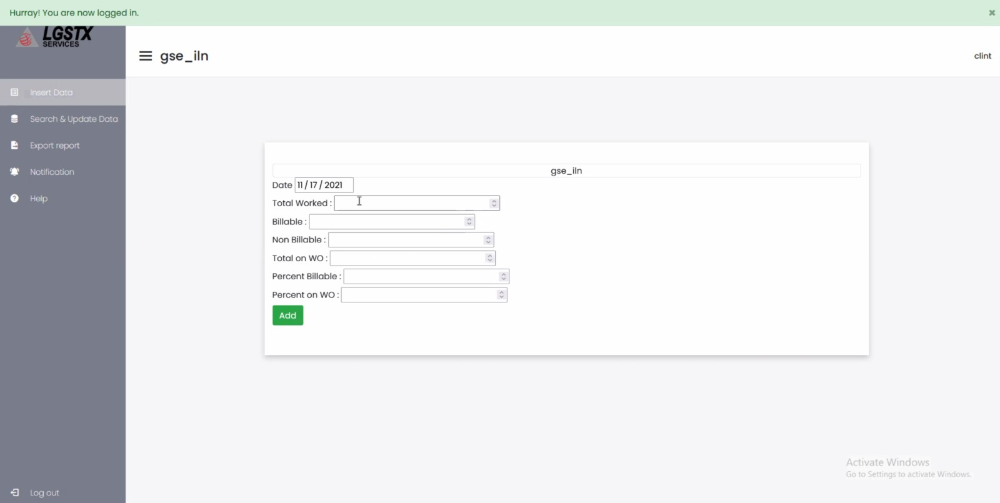 Hurray! You are now logged in.
LGSTX
SERVICES
gse_iln
clint
Insert Data
Search & Update Data
Export report
Notification
Help
gse_iln
Date 11 / 17 / 2021
Total Worked :
Billable :
Non Billable :
Total on WO :
Percent Billable :
Percent on WO :
Add
Activate Windows
Go to Settings to activate Windows.
Log out